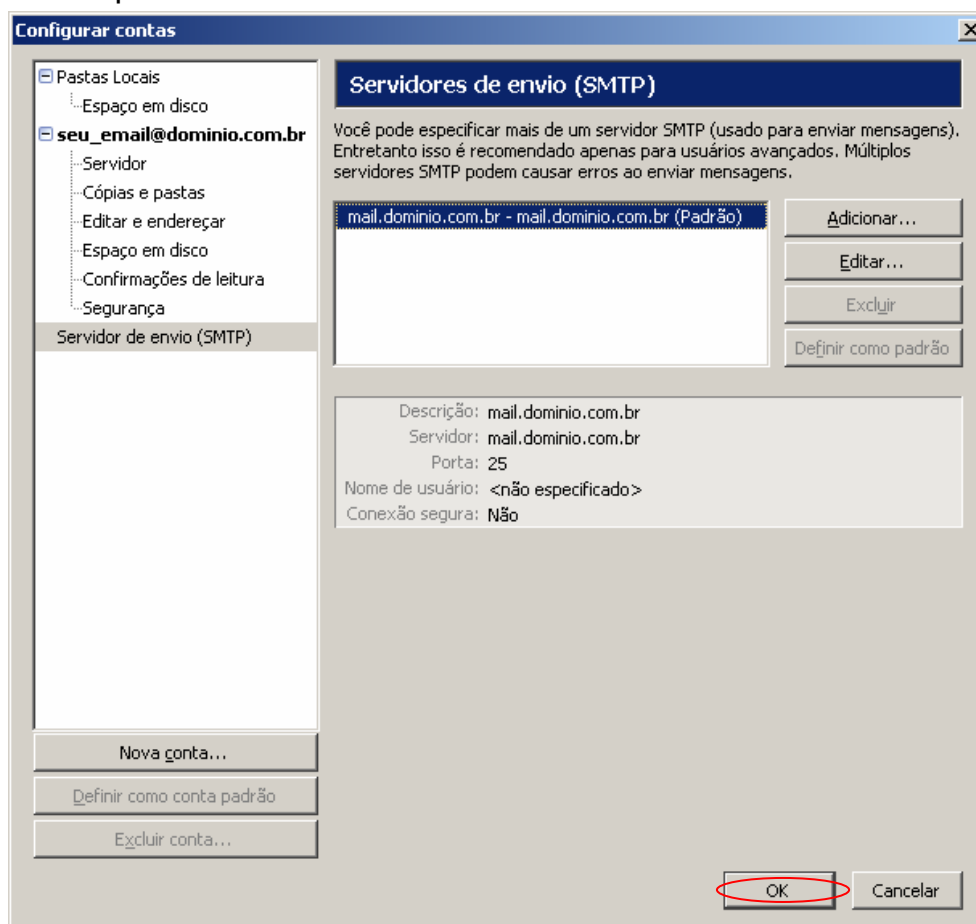 Configurar contas
Pastas Locais
Espaço em disco
seu_email@dominio.com.br
Servidor
Cópias e pastas
Editar e endereçar
Espaço em disco
Confirmações de leitura
Segurança
Servidor de envio (SMTP)
Nova conta...
Definir como conta padrão
Excluir conta...
Servidores de envio (SMTP)
Você pode especificar mais de um servidor SMTP (usado para enviar mensagens).
Entretanto isso é recomendado apenas para usuários avançados. Múltiplos
servidores SMTP podem causar erros ao enviar mensagens.
mail.dominio.com.br - mail.dominio.com.br (Padrão)
Adicionar...
Editar...
Excluir
Definir como padrão
Descrição: mail.dominio.com.br
Servidor: mail.dominio.com.br
Porta: 25
Nome de usuário: <não especificado>
Conexão segura: Não
OK
Cancelar